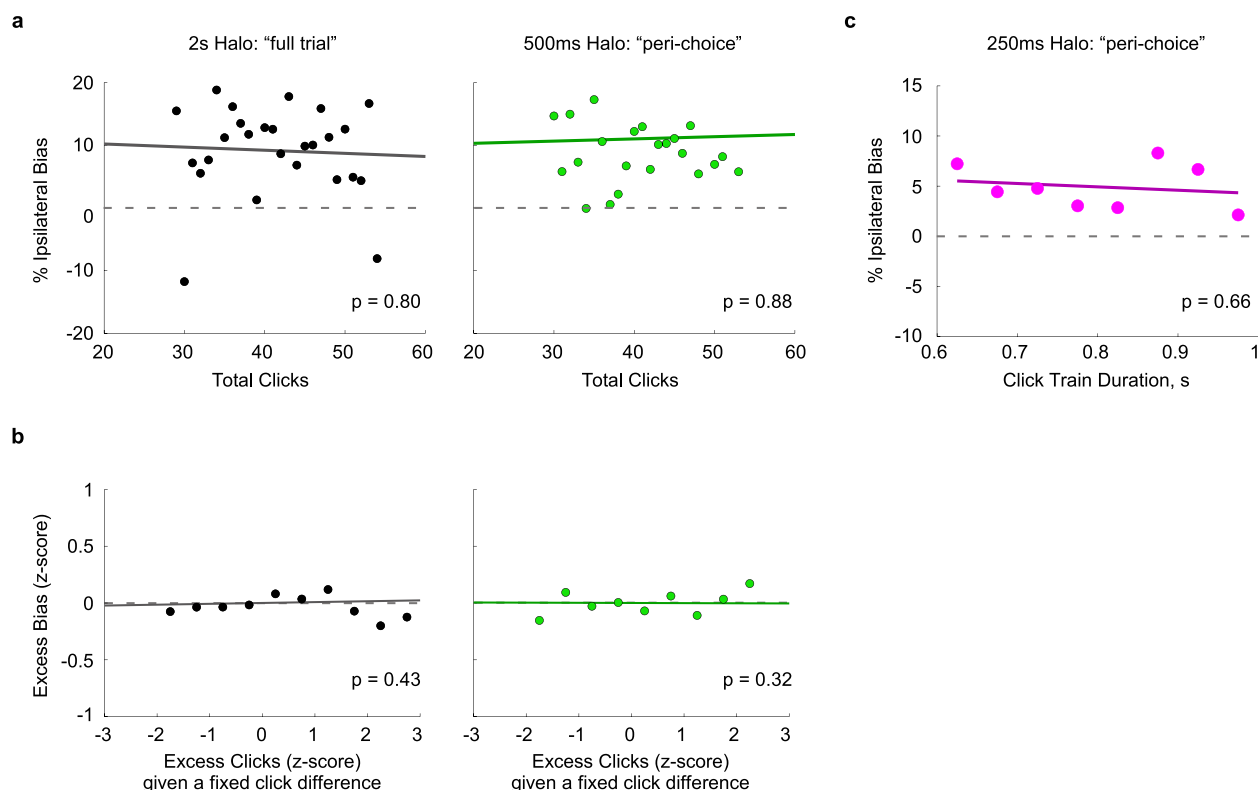 a
2s Halo: “full trial”
500ms Halo: “peri-choice”
% Ipsilateral Bias
20
10
0
-10
-20
p = 0.80
p = 0.88
20 30 40 50 60
20 30 40 50 60
Total Clicks
Total Clicks
c
250ms Halo: “peri-choice”
% Ipsilateral Bias
15
10
5
0
-5
-10
p = 0.66
0.6 0.7 0.8 0.9 1
Click Train Duration, s
b
Excess Bias (z-score)
1
0.5
0
-0.5
-1
p = 0.43
p = 0.32
-3 -2 -1 0 1 2 3
-3 -2 -1 0 1 2 3
Excess Clicks (z-score)
given a fixed click difference
Excess Clicks (z-score)
given a fixed click difference